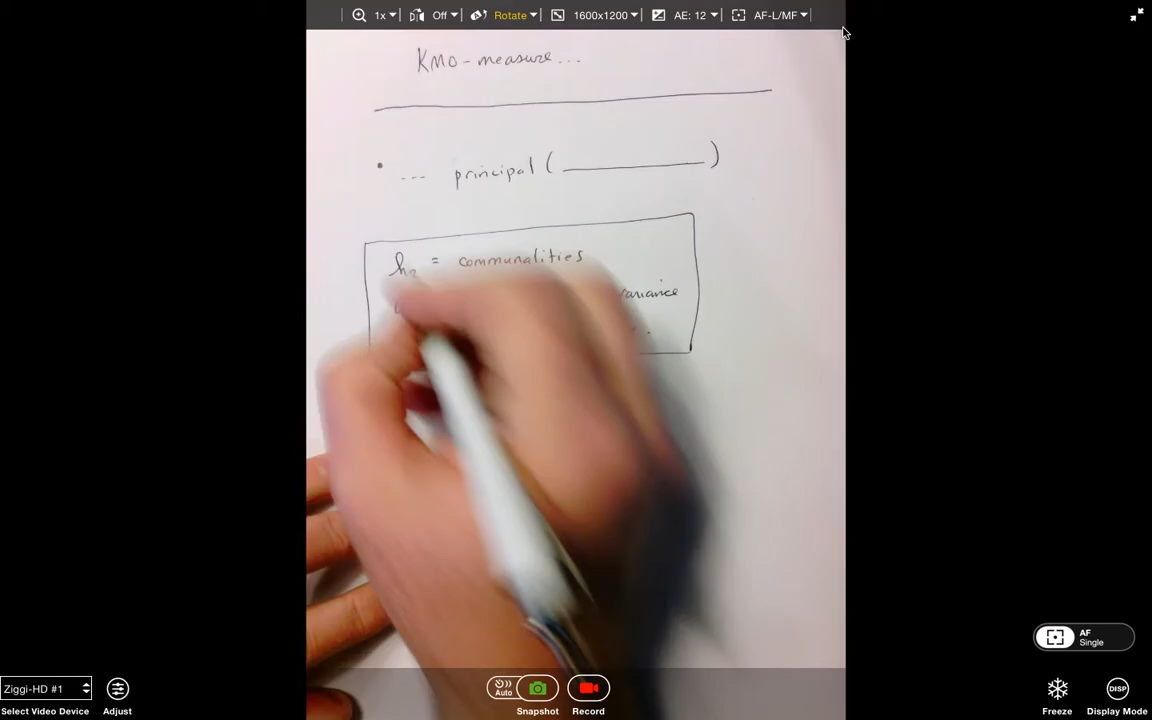 1x Off Rotate 1600x1200 AE: 12 AF-L/MF
KMO-measure...
• ... principal ( ________ )
h2 = communalities
variance
AF
Single
Ziggi-HD #1
Auto
Select Video Device
Adjust
Snapshot
Record
DISP
Freeze
Display Mode